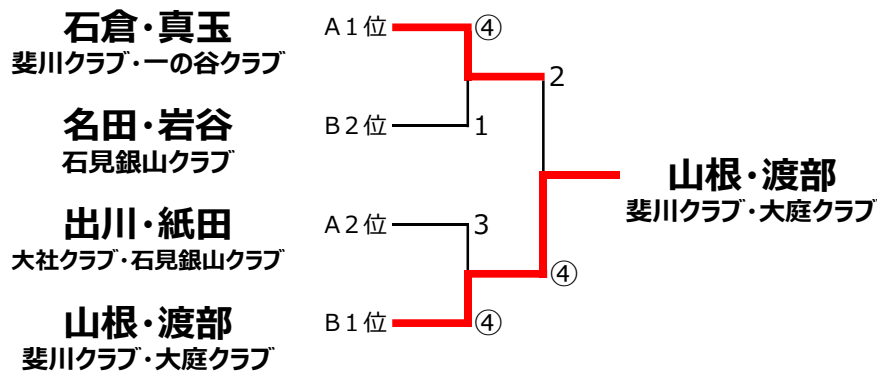 石倉・真玉 A1位 ④
斐川クラブ・一の谷クラブ
2
名田・岩谷 B2位 1
石見銀山クラブ
山根・渡部
斐川クラブ・大庭クラブ
出川・紙田 A2位 3
大社クラブ・石見銀山クラブ
④
山根・渡部 B1位 ④
斐川クラブ・大庭クラブ